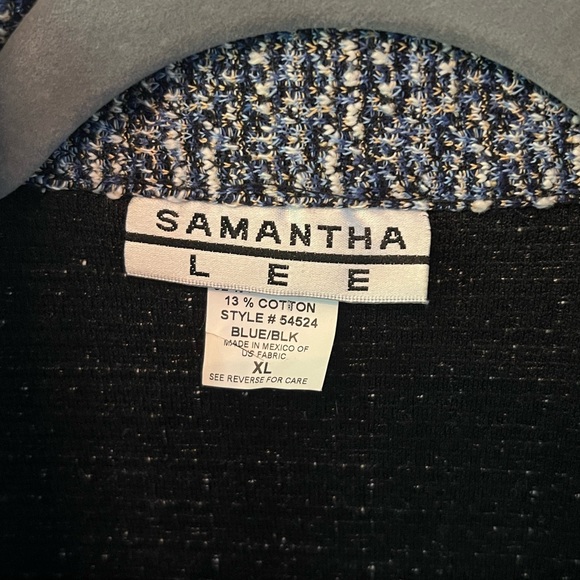 SAMANTHA
LEE
13 % COTTON
STYLE # 54524
BLUE/BLK
MADE IN MEXICO OF
US FABRIC
XL
SEE REVERSE FOR CARE